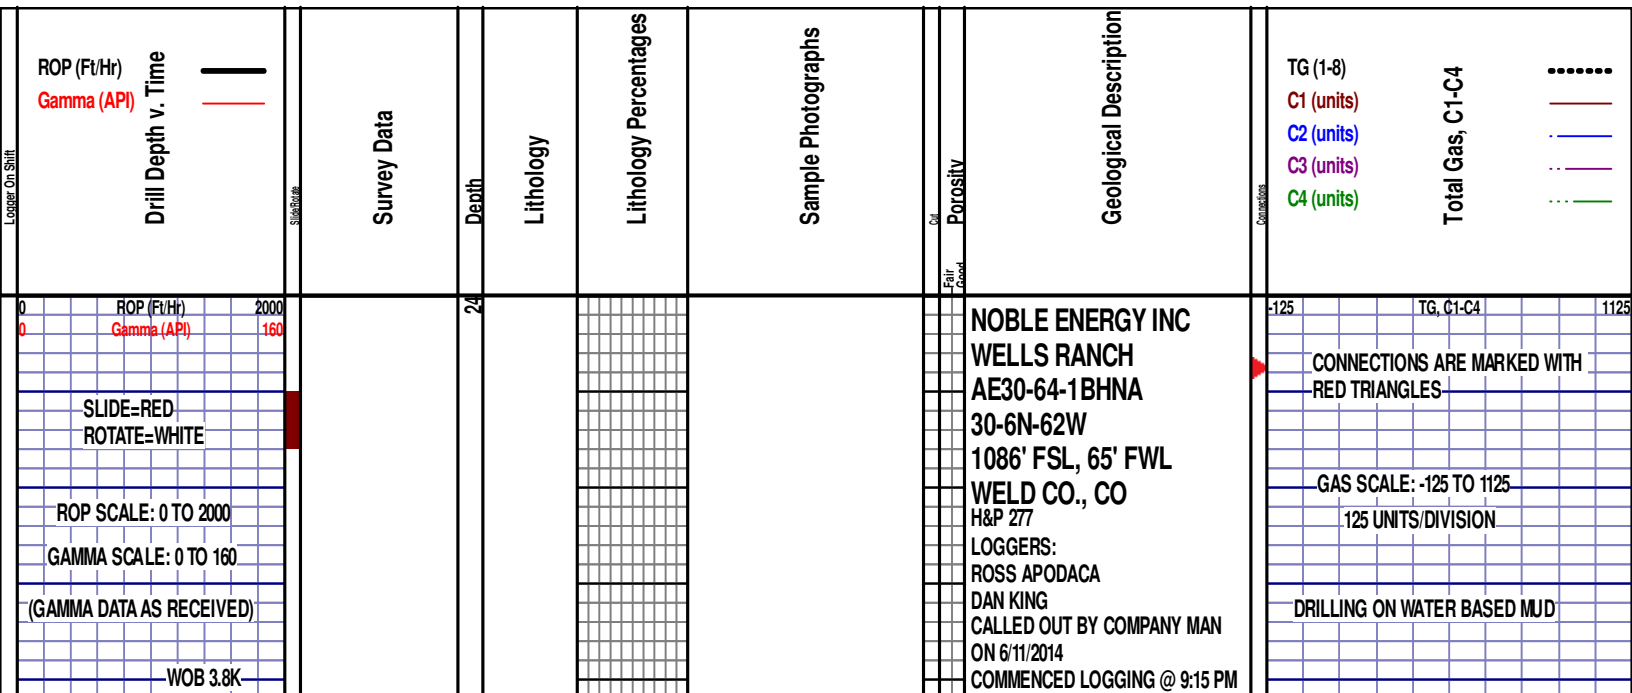 Logger On Shift
ROP (Ft/Hr)
Gamma (API)
Drill Depth v. Time
Slide/Rotate
Survey Data
Depth
Lithology
Lithology Percentages
Sample Photographs
Cut
Porosity
Fair
Good
Geological Description
Connections
TG (1-8)
C1 (units)
C2 (units)
C3 (units)
C4 (units)
Total Gas, C1-C4
0 ROP (Ft/Hr) 2000
0 Gamma (API) 160
SLIDE=RED
ROTATE=WHITE
ROP SCALE: 0 TO 2000
GAMMA SCALE: 0 TO 160
(GAMMA DATA AS RECEIVED)
WOB 3.8K
NOBLE ENERGY INC
WELLS RANCH
AE30-64-1BHNA
30-6N-62W
1086' FSL, 65' FWL
WELD CO., CO
H&P 277
LOGGERS:
ROSS APODACA
DAN KING
CALLED OUT BY COMPANY MAN
ON 6/11/2014
COMMENCED LOGGING @ 9:15 PM
-125 TG, C1-C4 1125
CONNECTIONS ARE MARKED WITH
RED TRIANGLES
GAS SCALE: -125 TO 1125
125 UNITS/DIVISION
DRILLING ON WATER BASED MUD